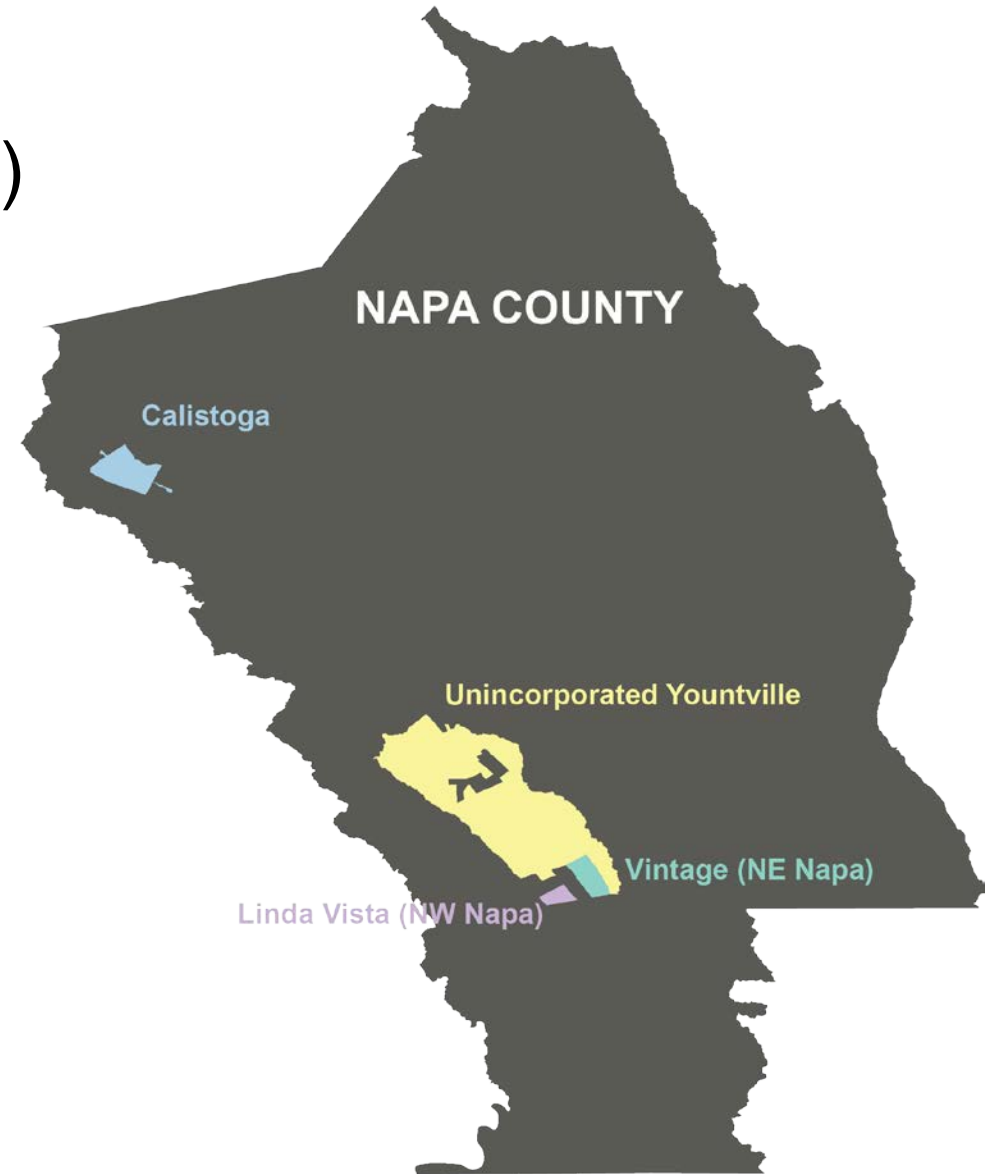 )
NAPA COUNTY
Calistoga
Unincorporated Yountville
Vintage (NE Napa)
Linda Vista (NW Napa)